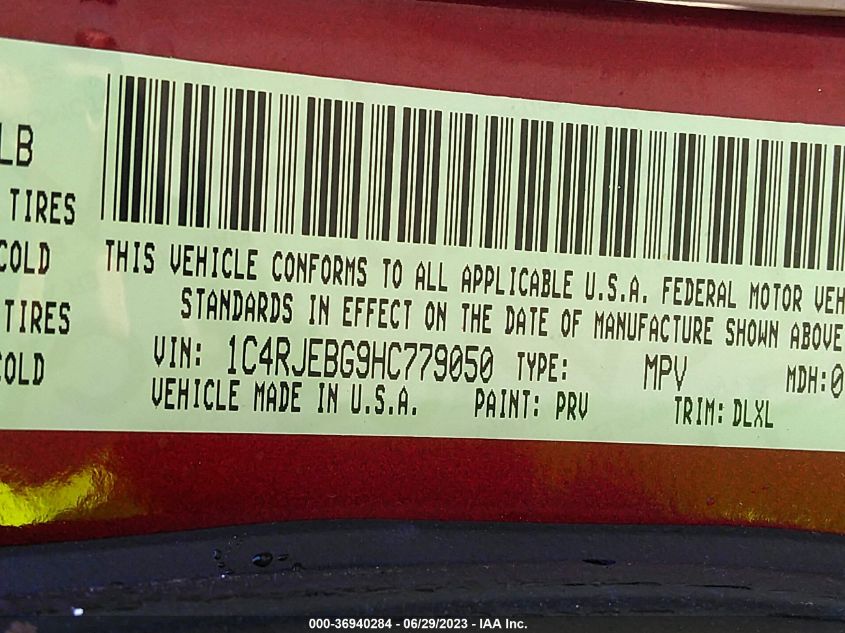 LB
TIRES
COLD
TIRES
COLD
THIS VEHICLE CONFORMS TO ALL APPLICABLE U.S.A. FEDERAL MOTOR VEH
STANDARDS IN EFFECT ON THE DATE OF MANUFACTURE SHOWN ABOVE
VIN: 1C4RJEBG9HC779050 TYPE: MPV MDH:0
VEHICLE MADE IN U.S.A. PAINT: PRV TRIM: DLXL
000-36940284 - 06/29/2023 - IAA Inc.